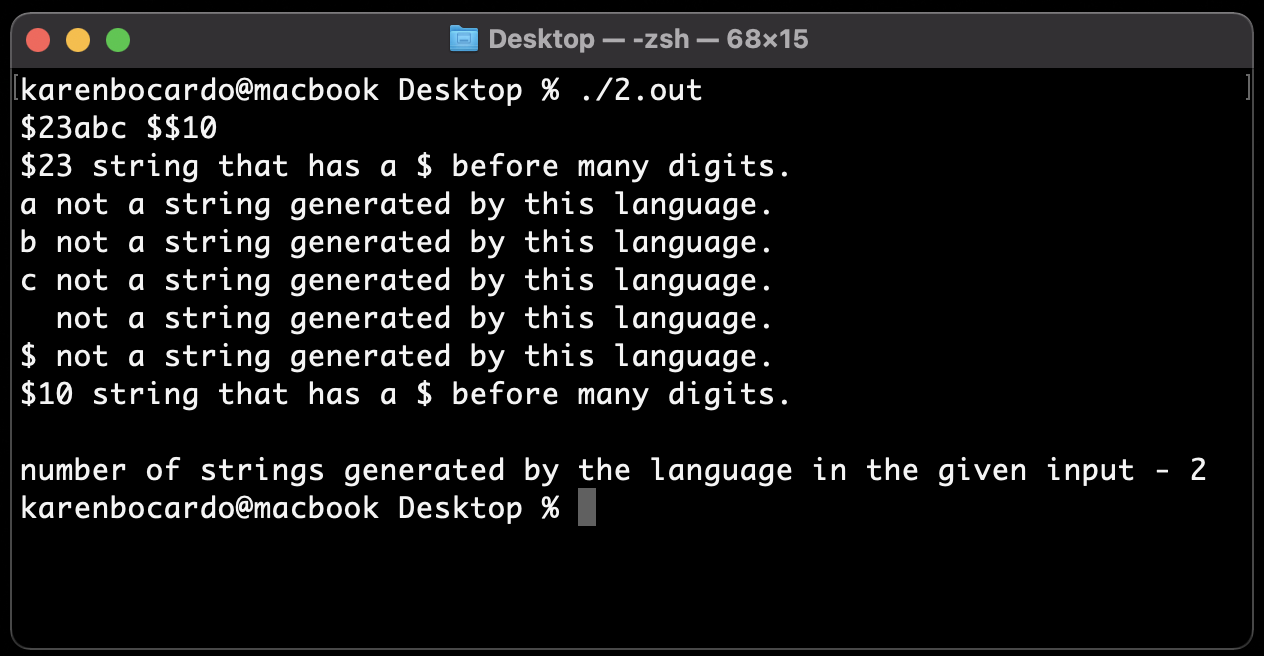 Desktop — -zsh — 68×15
karenbocardo@macbook Desktop % ./2.out
$23abc $$10
$23 string that has a $ before many digits.
a not a string generated by this language.
b not a string generated by this language.
c not a string generated by this language.
  not a string generated by this language.
$ not a string generated by this language.
$10 string that has a $ before many digits.

number of strings generated by the language in the given input - 2
karenbocardo@macbook Desktop %